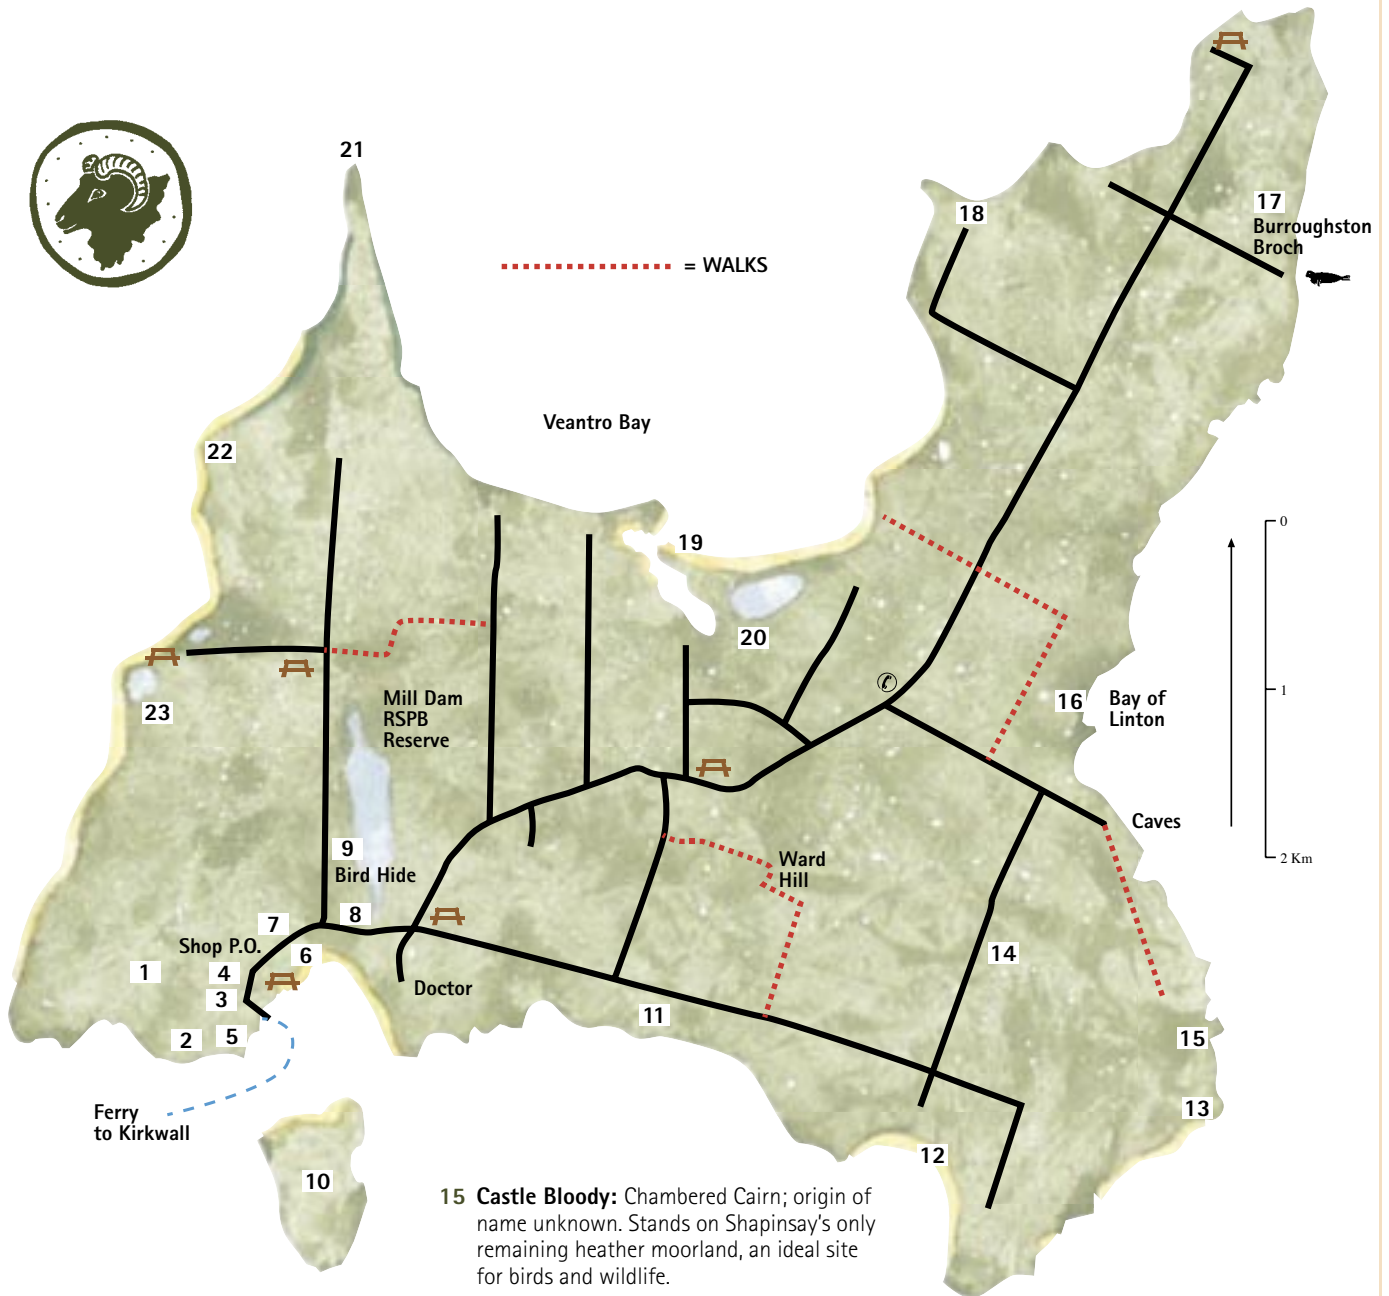 21
= WALKS
18
17
Burroughston
Broch
Veantro Bay
22
19
0
20
23
Mill Dam
RSPB
Reserve
16
Bay of
Linton
1
Caves
9
Bird Hide
Ward
Hill
2 Km
7
8
Shop P.O.
6
1
4
3
Doctor
14
11
2
5
15
Ferry
to Kirkwall
13
12
10
15 Castle Bloody: Chambered Cairn; origin of
name unknown. Stands on Shapinsay's only
remaining heather moorland, an ideal site
for birds and wildlife.